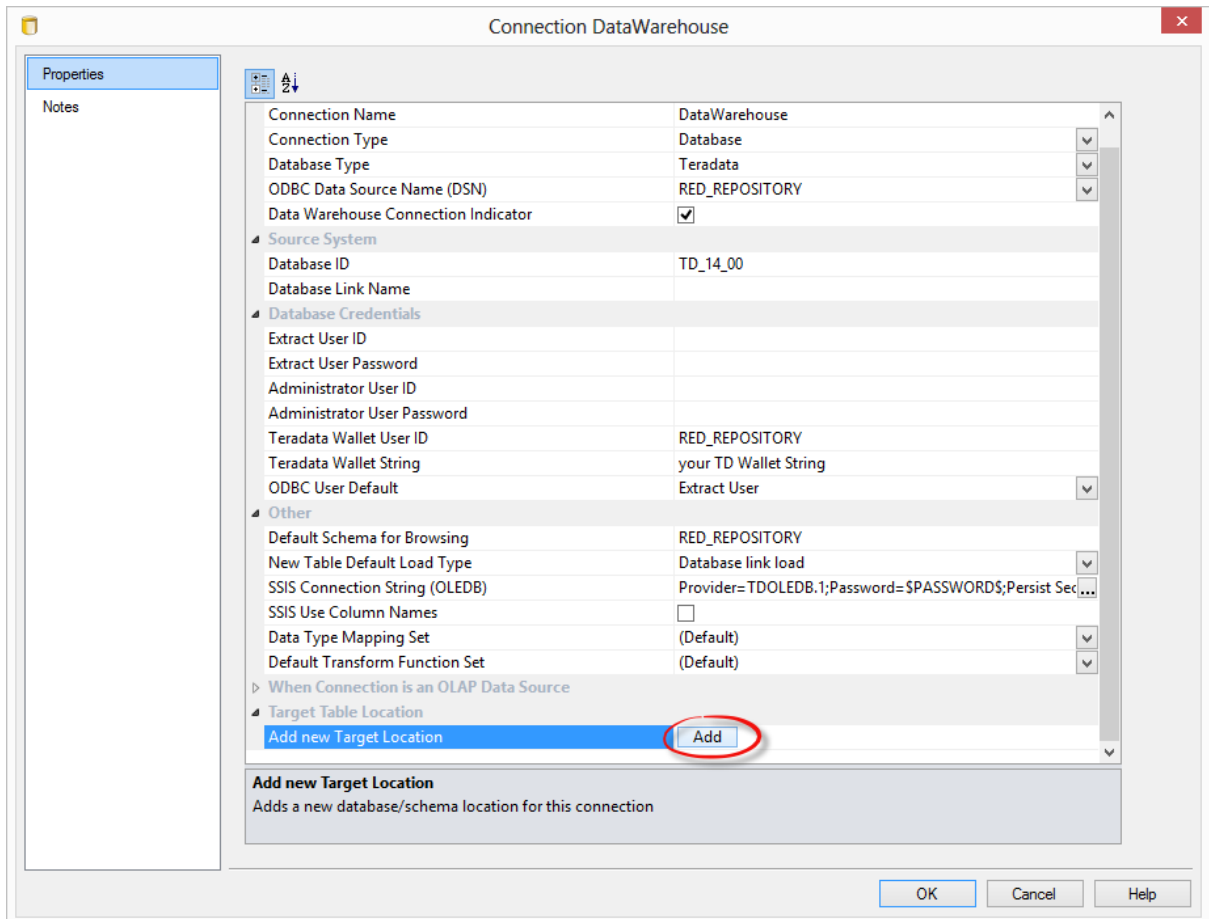 Connection DataWarehouse
Properties
Notes
Connection Name DataWarehouse
Connection Type Database
Database Type Teradata
ODBC Data Source Name (DSN) RED_REPOSITORY
Data Warehouse Connection Indicator
Source System
Database ID TD_14_00
Database Link Name
Database Credentials
Extract User ID
Extract User Password
Administrator User ID
Administrator User Password
Teradata Wallet User ID RED_REPOSITORY
Teradata Wallet String your TD Wallet String
ODBC User Default Extract User
Other
Default Schema for Browsing RED_REPOSITORY
New Table Default Load Type Database link load
SSIS Connection String (OLEDB) Provider=TDOLEDB.1;Password=$PASSWORD$;Persist Sec ...
SSIS Use Column Names
Data Type Mapping Set (Default)
Default Transform Function Set (Default)
When Connection is an OLAP Data Source
Target Table Location
Add new Target Location Add
Add new Target Location
Adds a new database/schema location for this connection
OK Cancel Help